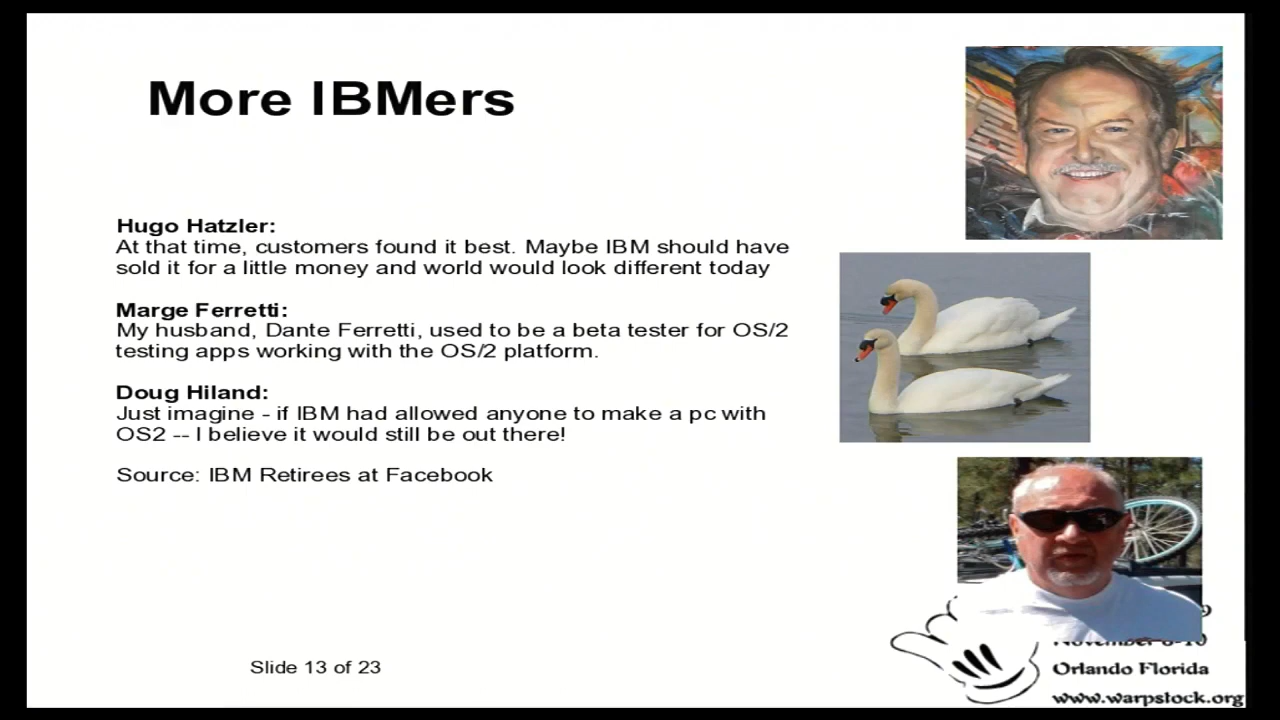 More IBMers
Hugo Hatzler:
At that time, customers found it best. Maybe IBM should have
sold it for a little money and world would look different today
Marge Ferretti:
My husband, Dante Ferretti, used to be a beta tester for OS/2
testing apps working with the OS/2 platform.
Doug Hiland:
Just imagine - if IBM had allowed anyone to make a pc with
OS2 -- I believe it would still be out there!
Source: IBM Retirees at Facebook
Slide 13 of 23
Orlando Florida
www.warpstock.org